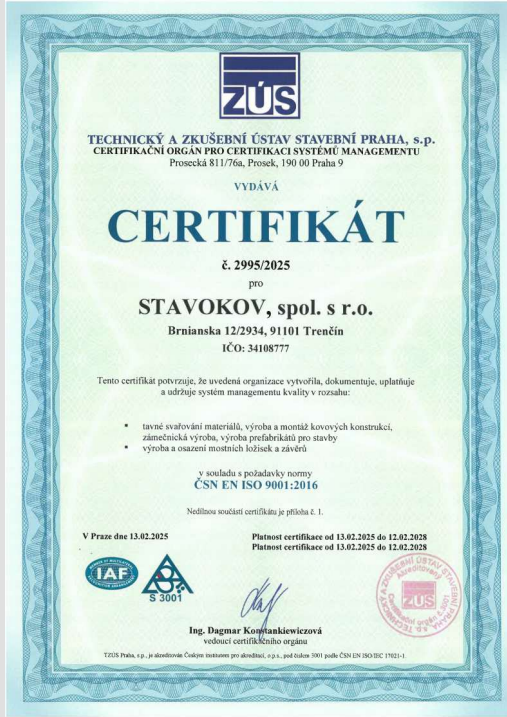 ZÚS
TECHNICKÝ A ZKUŠEBNÍ ÚSTAV STAVEBNÍ PRAHA, s.p.
CERTIFIKAČNÍ ORGÁN PRO CERTIFIKACI SYSTÉMŮ MANAGEMENTU
Prosecká 811/76a, Prosek, 190 00 Praha 9
VYDÁVÁ
CERTIFIKÁT
č. 2995/2025
pro
STAVOKOV, spol. s r.o.
Brnianska 12/2934, 91101 Trenčín
IČO: 34108777
Tento certifikát potvrzuje, že uvedená organizace vytvořila, dokumentuje, uplatňuje
a udržuje systém managementu kvality v rozsahu:
▪ tavné svařování materiálů, výroba a montáž kovových konstrukcí,
zámečnická výroba, výroba prefabrikátů pro stavby
▪ výroba a osazení mostních ložisek a závěrů
v souladu s požadavky normy
ČSN EN ISO 9001:2016
Nedílnou součástí certifikátu je příloha č. 1.
V Praze dne 13.02.2025
Platnost certifikace od 13.02.2025 do 12.02.2028
Platnost certifikace od 13.02.2025 do 12.02.2028
IAF
S 3001
ZÚS
Ing. Dagmar Konstankiewiczová
vedoucí certifikačního orgánu
TZÚS Praha, s.p., je akreditován Českým institutem pro akreditaci, o.p.s., pod číslem 3001 podle ČSN EN ISO/IEC 17021-1.